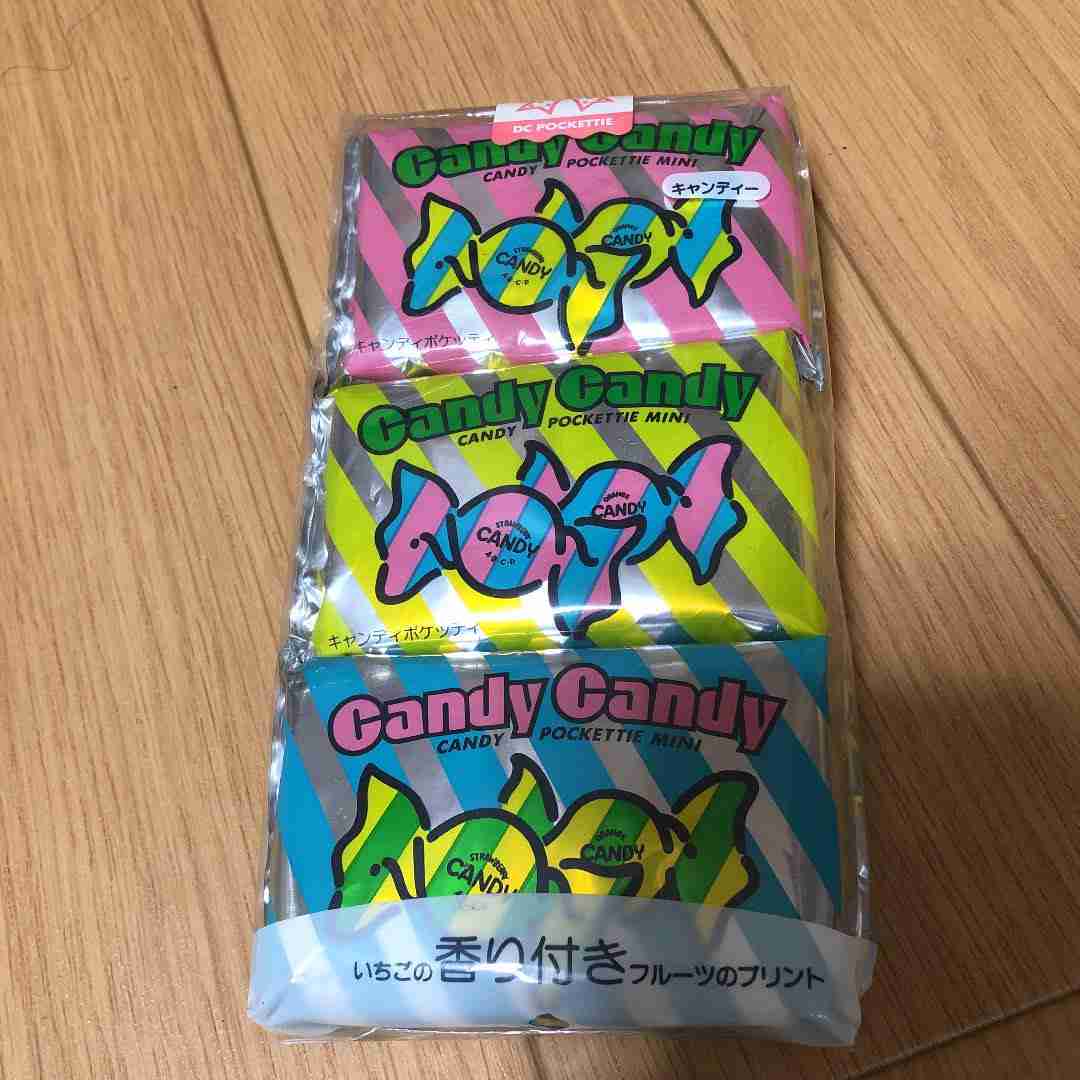 DC POCKETTIE
Candy Candy
CANDY POCKETTIE MINI
キャンディー
STRAWBERRY
CANDY
ORANGE
CANDY
キャンディポケッティ
Candy Candy
CANDY POCKETTIE MINI
STRAWBERRY
CANDY
ORANGE
CANDY
キャンディポケッティ
Candy Candy
CANDY POCKETTIE MINI
STRAWBERRY
CANDY
ORANGE
CANDY
いちごの香り付きフルーツのプリント